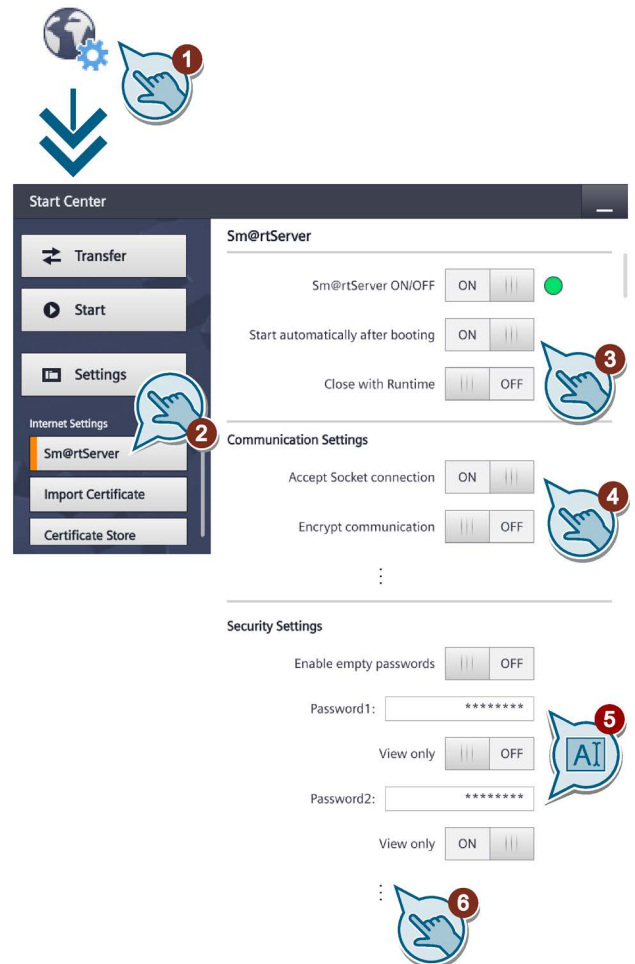 1
Start Center
Transfer
Start
Settings
2
Internet Settings
Sm@rtServer
Import Certificate
Certificate Store
Sm@rtServer
Sm@rtServer ON/OFF ON
Start automatically after booting ON
3
Close with Runtime OFF
Communication Settings
Accept Socket connection ON
4
Encrypt communication OFF
Security Settings
Enable empty passwords OFF
Password1: ********
5
View only OFF
AI
Password2: ********
View only ON
6